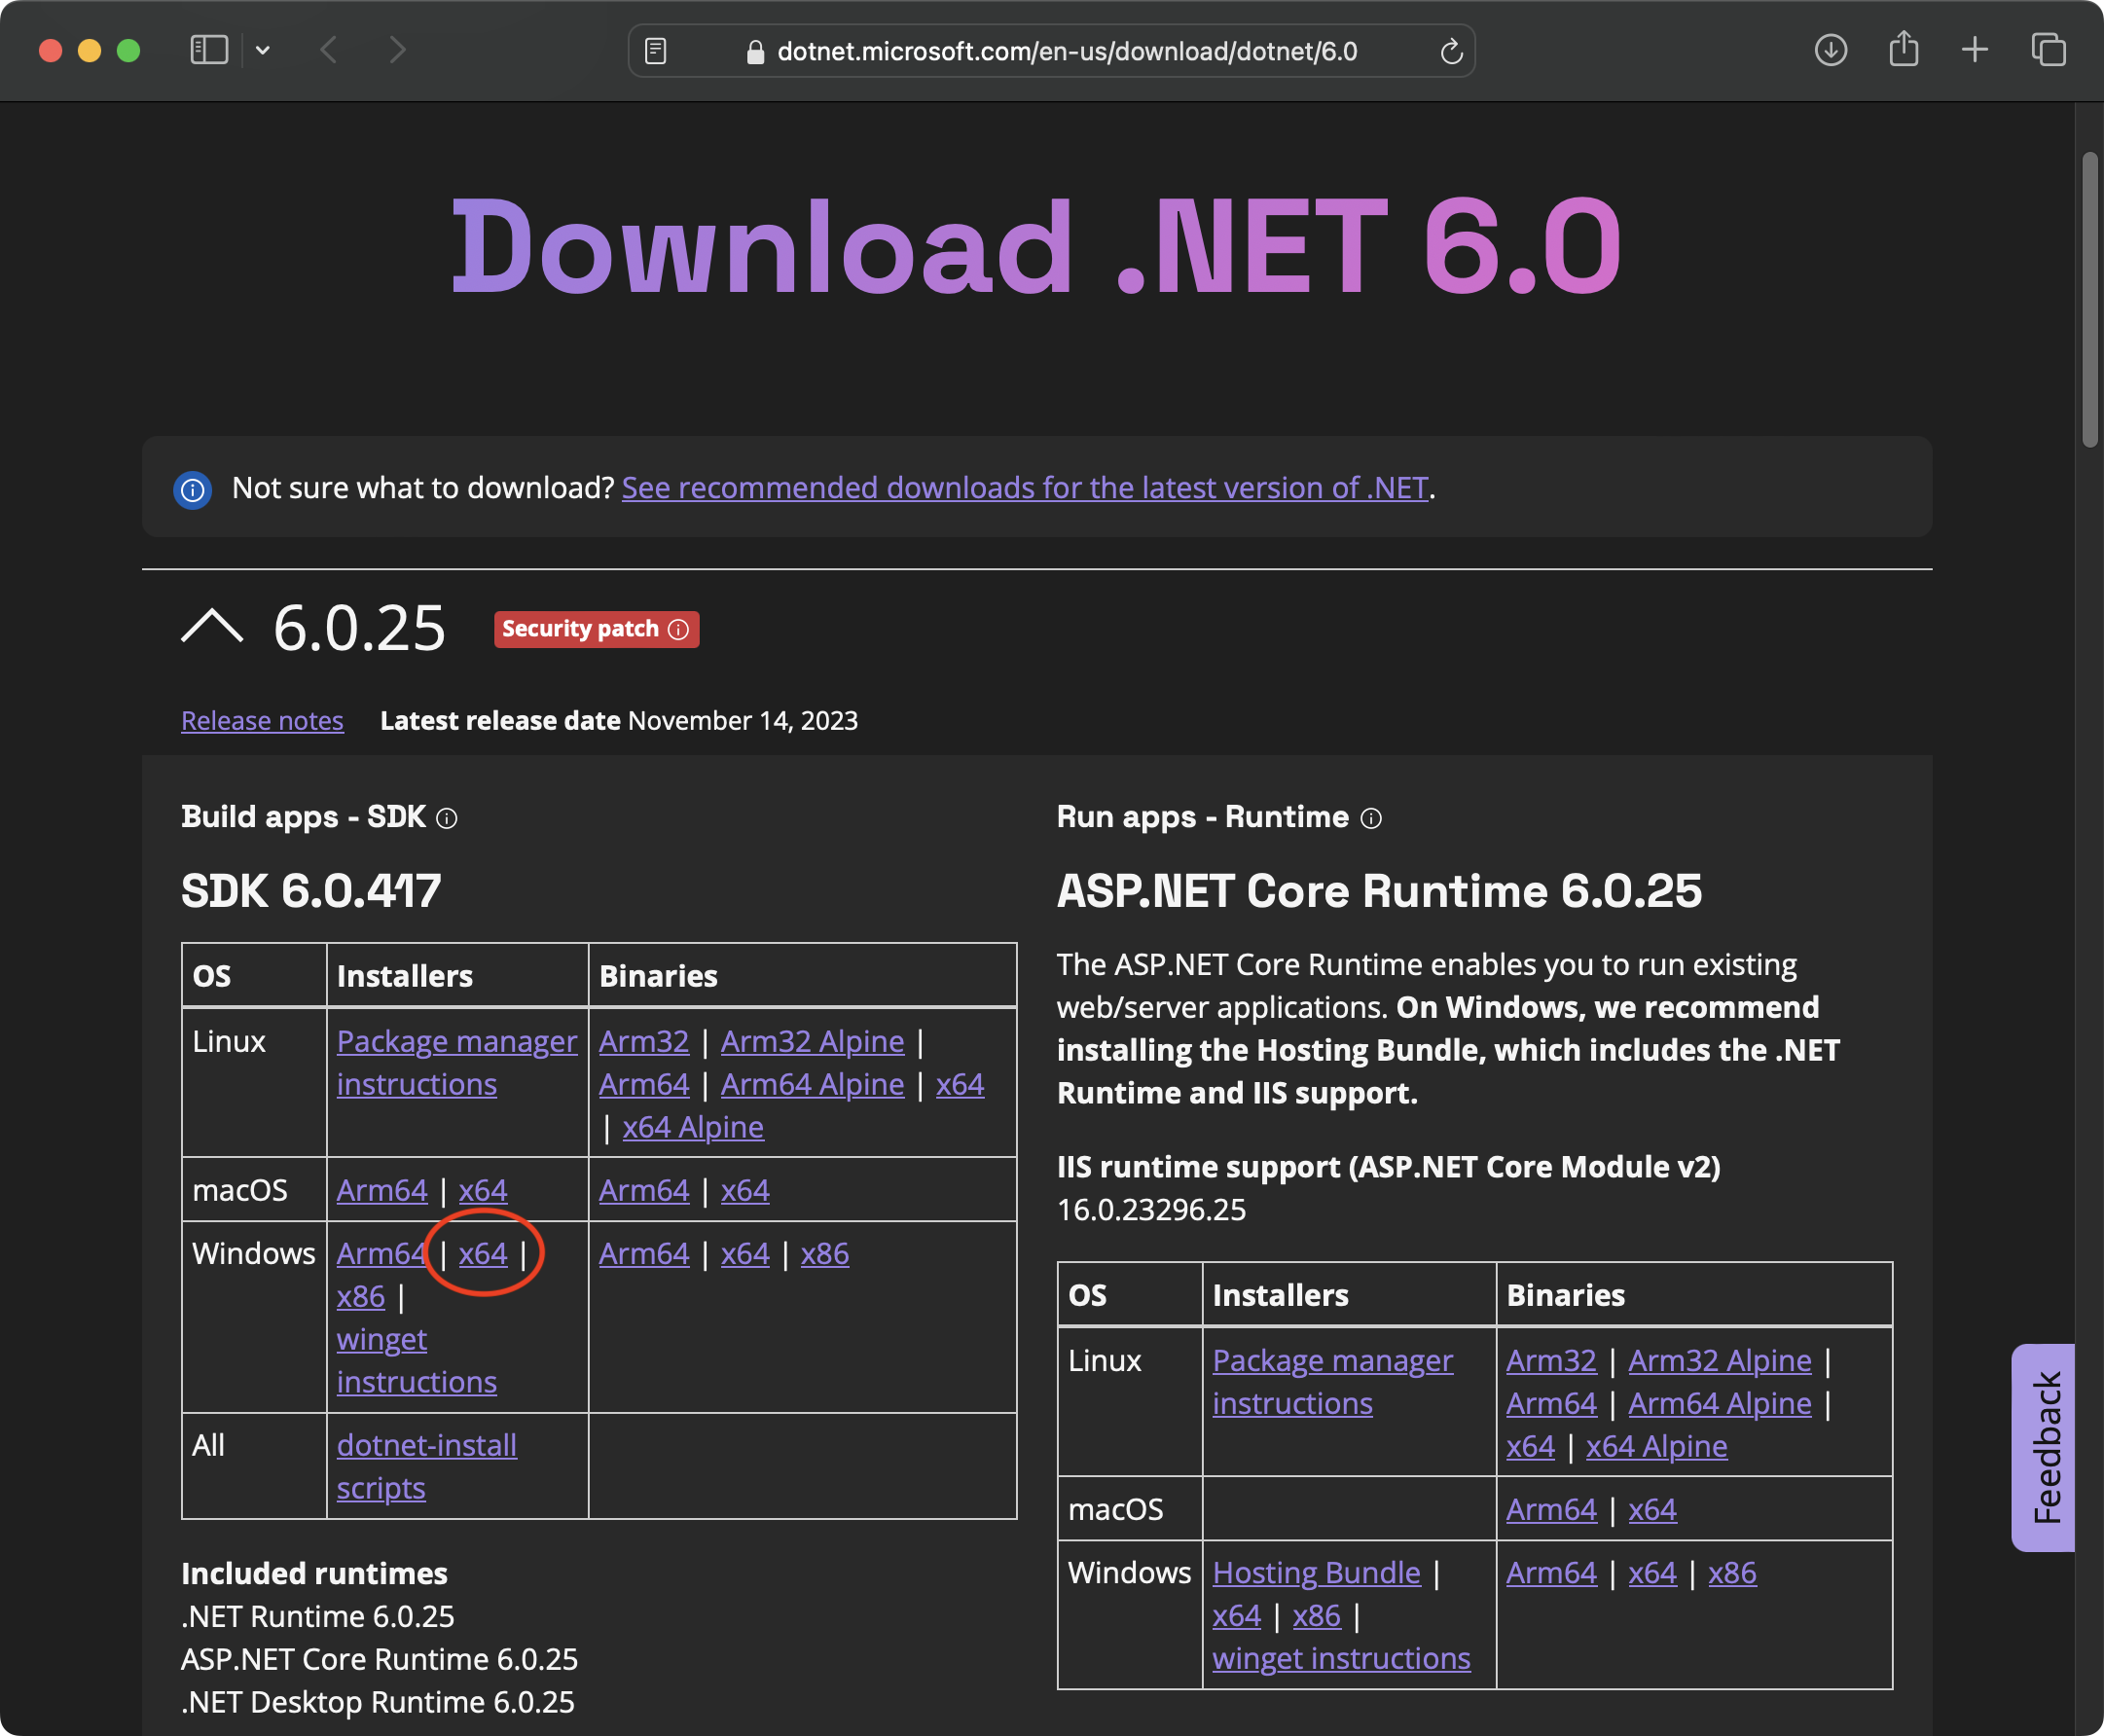 dotnet.microsoft.com/en-us/download/dotnet/6.0
Download .NET 6.0
Not sure what to download? See recommended downloads for the latest version of .NET.
6.0.25 Security patch
Release notes Latest release date November 14, 2023
Build apps - SDK
SDK 6.0.417
OS Installers Binaries
Linux Package manager Arm32 | Arm32 Alpine |
instructions Arm64 | Arm64 Alpine | x64
| x64 Alpine
macOS Arm64 | x64 Arm64 | x64
Windows Arm64 | x64 | Arm64 | x64 | x86
x86 |
winget
instructions
All dotnet-install
scripts
Included runtimes
.NET Runtime 6.0.25
ASP.NET Core Runtime 6.0.25
.NET Desktop Runtime 6.0.25
Run apps - Runtime
ASP.NET Core Runtime 6.0.25
The ASP.NET Core Runtime enables you to run existing
web/server applications. On Windows, we recommend
installing the Hosting Bundle, which includes the .NET
Runtime and IIS support.
IIS runtime support (ASP.NET Core Module v2)
16.0.23296.25
OS Installers Binaries
Linux Package manager Arm32 | Arm32 Alpine |
instructions Arm64 | Arm64 Alpine |
x64 | x64 Alpine
macOS Arm64 | x64
Windows Hosting Bundle | Arm64 | x64 | x86
x64 | x86 |
winget instructions
Feedback